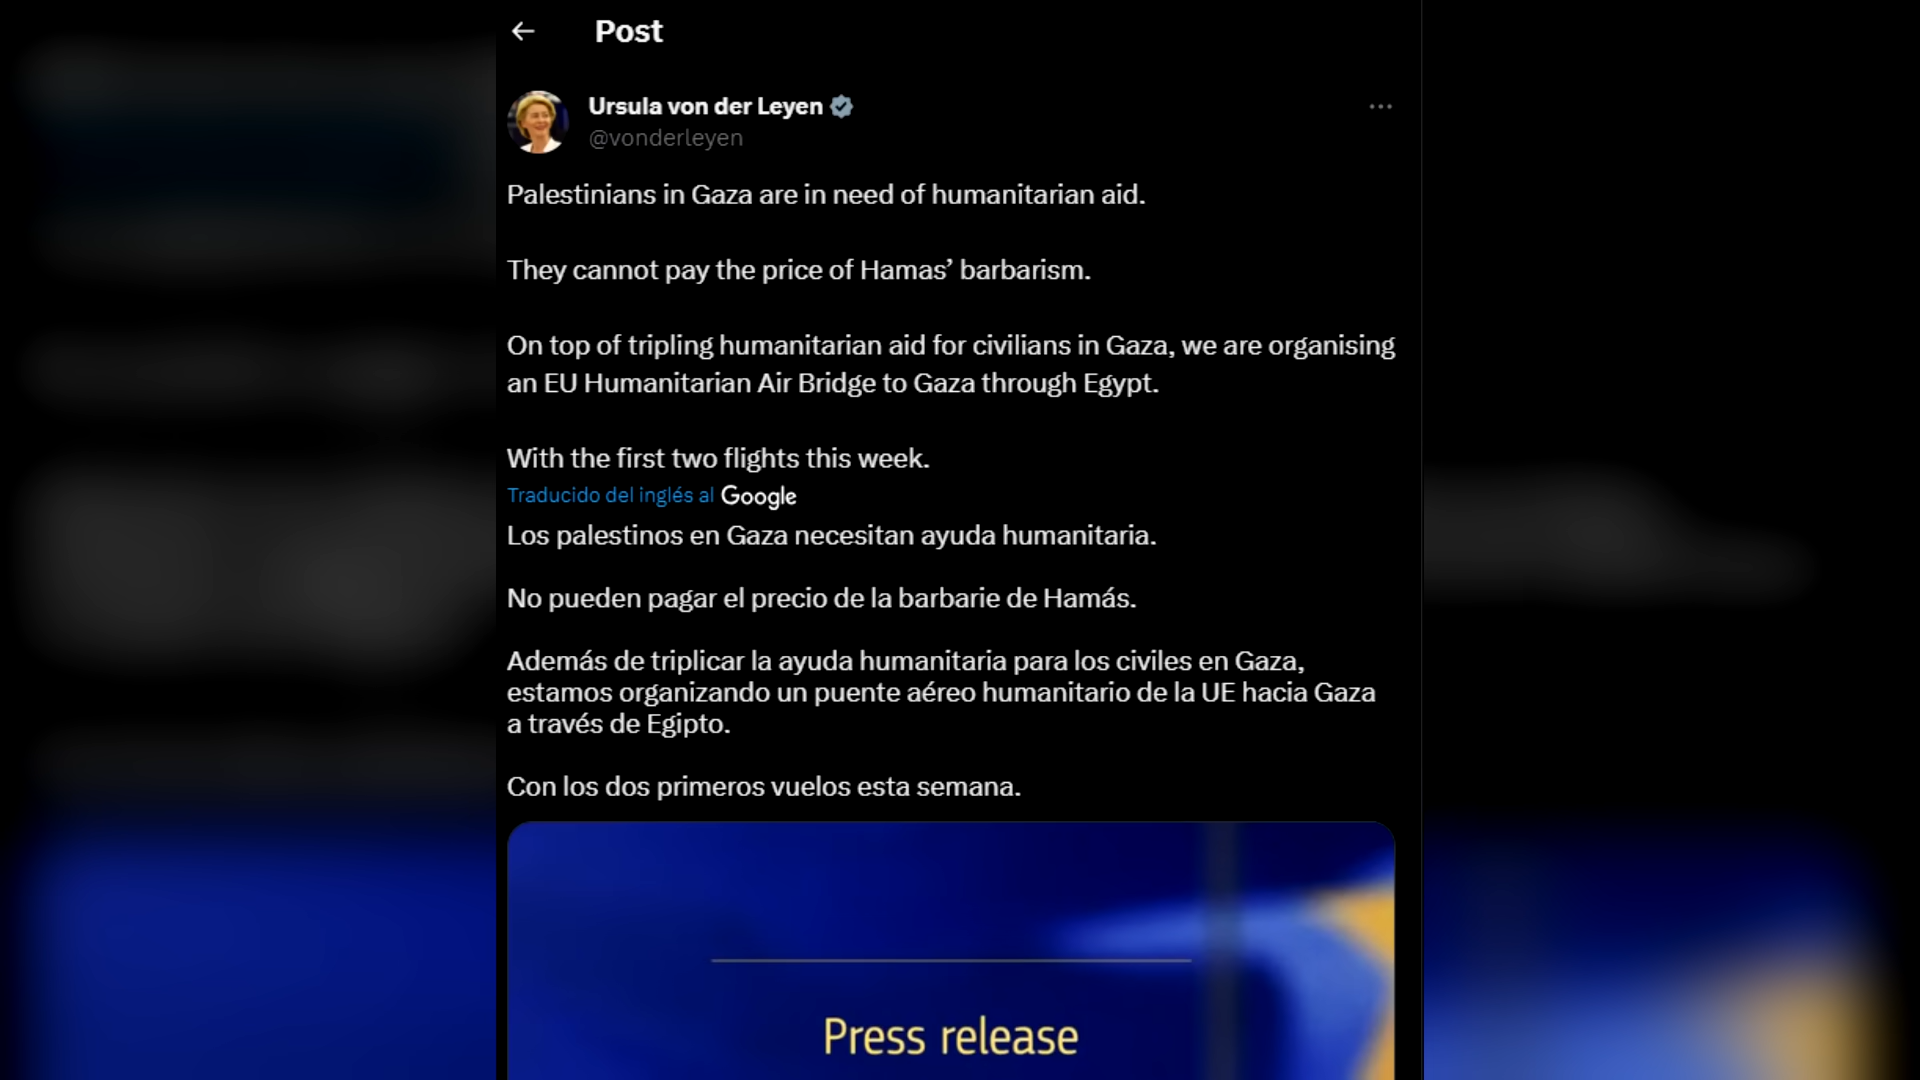 Post
Ursula von der Leyen
@vonderleyen
Palestinians in Gaza are in need of humanitarian aid.
They cannot pay the price of Hamas’ barbarism.
On top of tripling humanitarian aid for civilians in Gaza, we are organising
an EU Humanitarian Air Bridge to Gaza through Egypt.
With the first two flights this week.
Traducido del inglés al Google
Los palestinos en Gaza necesitan ayuda humanitaria.
No pueden pagar el precio de la barbarie de Hamás.
Además de triplicar la ayuda humanitaria para los civiles en Gaza,
estamos organizando un puente aéreo humanitario de la UE hacia Gaza
a través de Egipto.
Con los dos primeros vuelos esta semana.
Press release